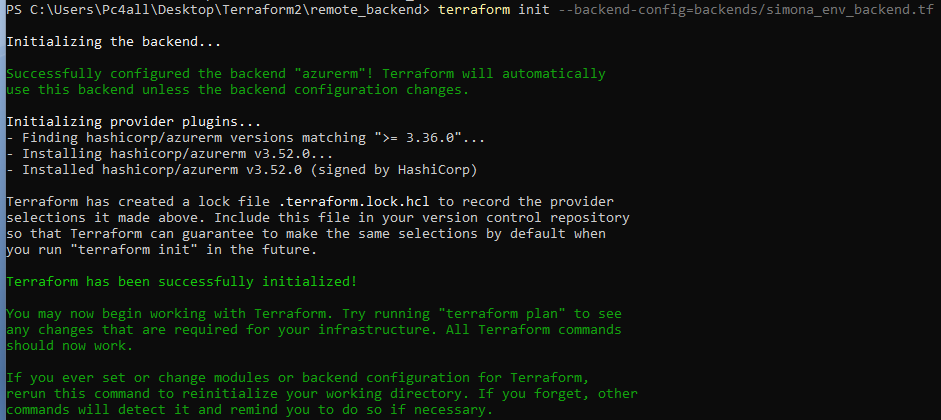 PS C:\Users\Pc4all\Desktop\Terraform2\remote_backend> terraform init --backend-config=backends/simona_env_backend.tf
Initializing the backend...
Successfully configured the backend "azurerm"! Terraform will automatically
use this backend unless the backend configuration changes.
Initializing provider plugins...
- Finding hashicorp/azurerm versions matching ">= 3.36.0"...
- Installing hashicorp/azurerm v3.52.0...
- Installed hashicorp/azurerm v3.52.0 (signed by HashiCorp)
Terraform has created a lock file .terraform.lock.hcl to record the provider
selections it made above. Include this file in your version control repository
so that Terraform can guarantee to make the same selections by default when
you run "terraform init" in the future.
Terraform has been successfully initialized!
You may now begin working with Terraform. Try running "terraform plan" to see
any changes that are required for your infrastructure. All Terraform commands
should now work.
If you ever set or change modules or backend configuration for Terraform,
rerun this command to reinitialize your working directory. If you forget, other
commands will detect it and remind you to do so if necessary.